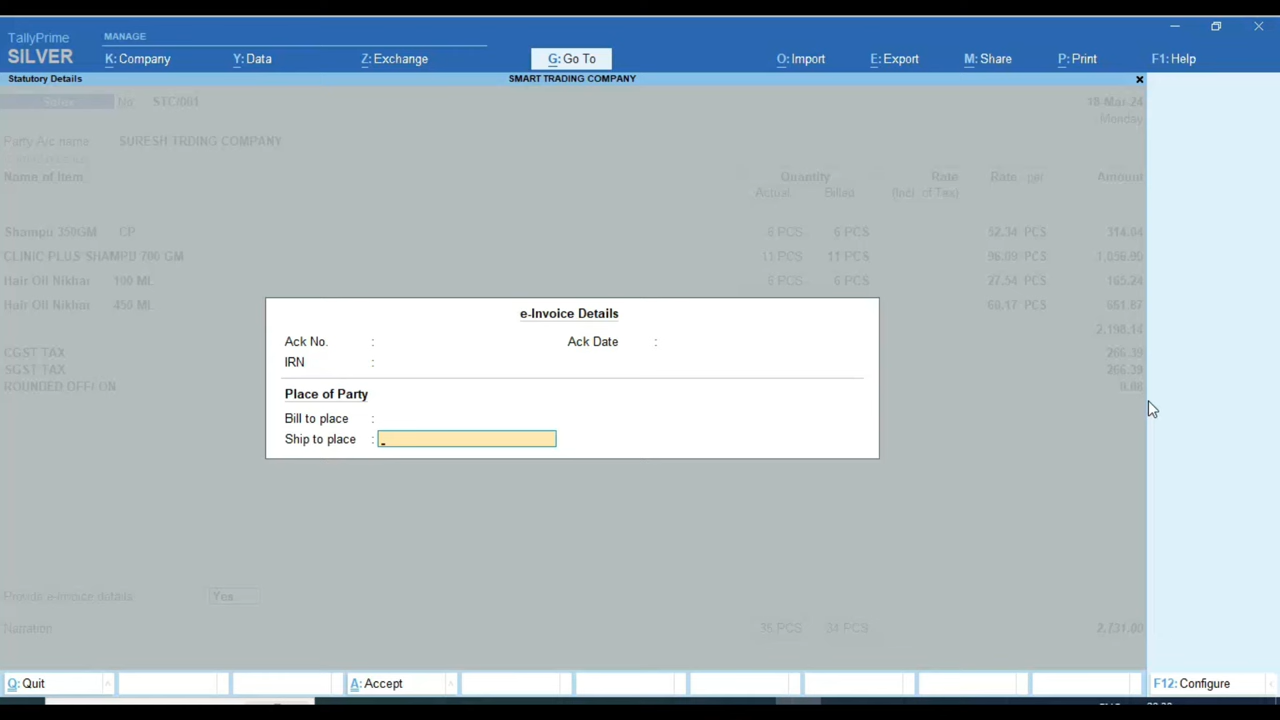 TallyPrime
MANAGE
SILVER
K: Company
Y: Data
Z: Exchange
G: Go To
O: Import
E: Export
M: Share
P: Print
F1: Help
Statutory Details
SMART TRADING COMPANY
Sales No. STC/001
18-Mar-24
Monday
Party A/c name SURESH TRDING COMPANY
Name of Item Quantity Rate Rate per Amount
Actual Billed (Incl. of Tax)
Shampu 350GM CP 6 PCS 6 PCS 52.34 PCS 314.04
CLINIC PLUS SHAMPU 700 GM 11 PCS 11 PCS 96.09 PCS
Hair Oil Nikhar 100 ML 6 PCS 6 PCS 27.54 PCS 165.24
Hair Oil Nikhar 450 ML PCS 651.87
2,198.14
CGST TAX 266.39
SGST TAX 266.39
ROUNDED OFF/ ON 0.08
e-Invoice Details
Ack No. :
Ack Date :
IRN :
Place of Party
Bill to place :
Ship to place :
Provide e-Invoice details Yes
Narration 35 PCS 34 PCS 2,731.00
Q: Quit
A: Accept
F12: Configure